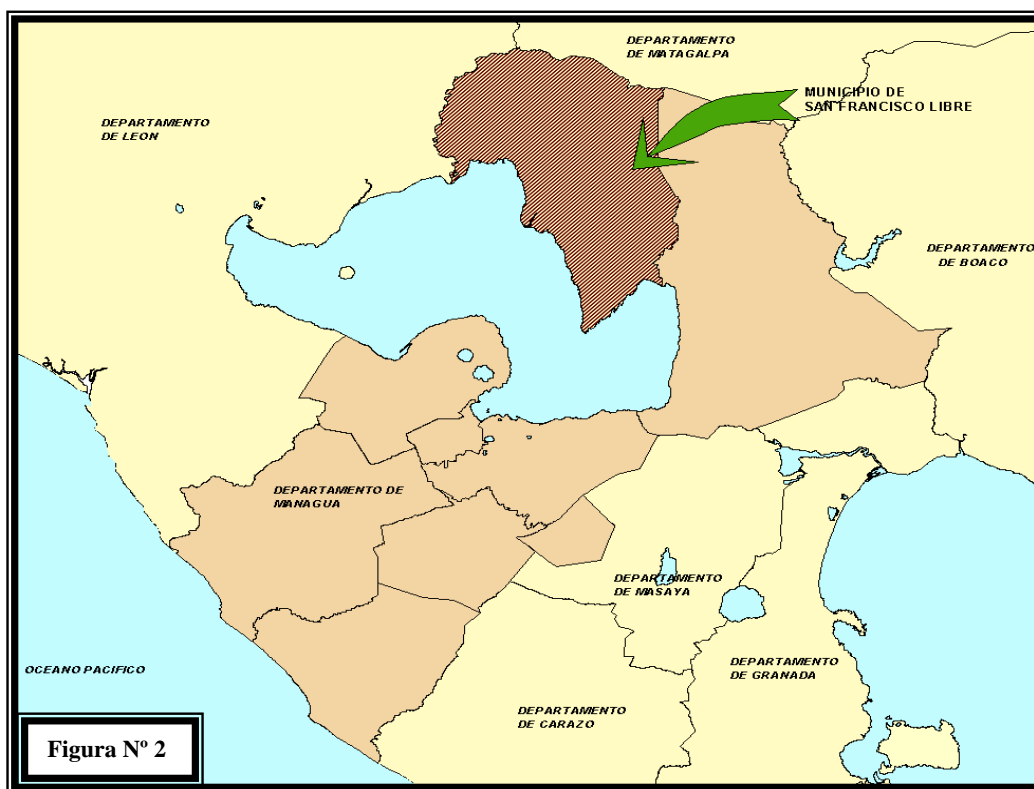 DEPARTAMENTO
DE MATAGALPA
MUNICIPIO DE
SAN FRANCISCO LIBRE
DEPARTAMENTO
DE LEON
DEPARTAMENTO
DE BOACO
DEPARTAMENTO DE
MANAGUA
DEPARTAMENTO
DE MASAYA
OCEANO PACIFICO
DEPARTAMENTO
DE GRANADA
DEPARTAMENTO
DE CARAZO
Figura Nº 2